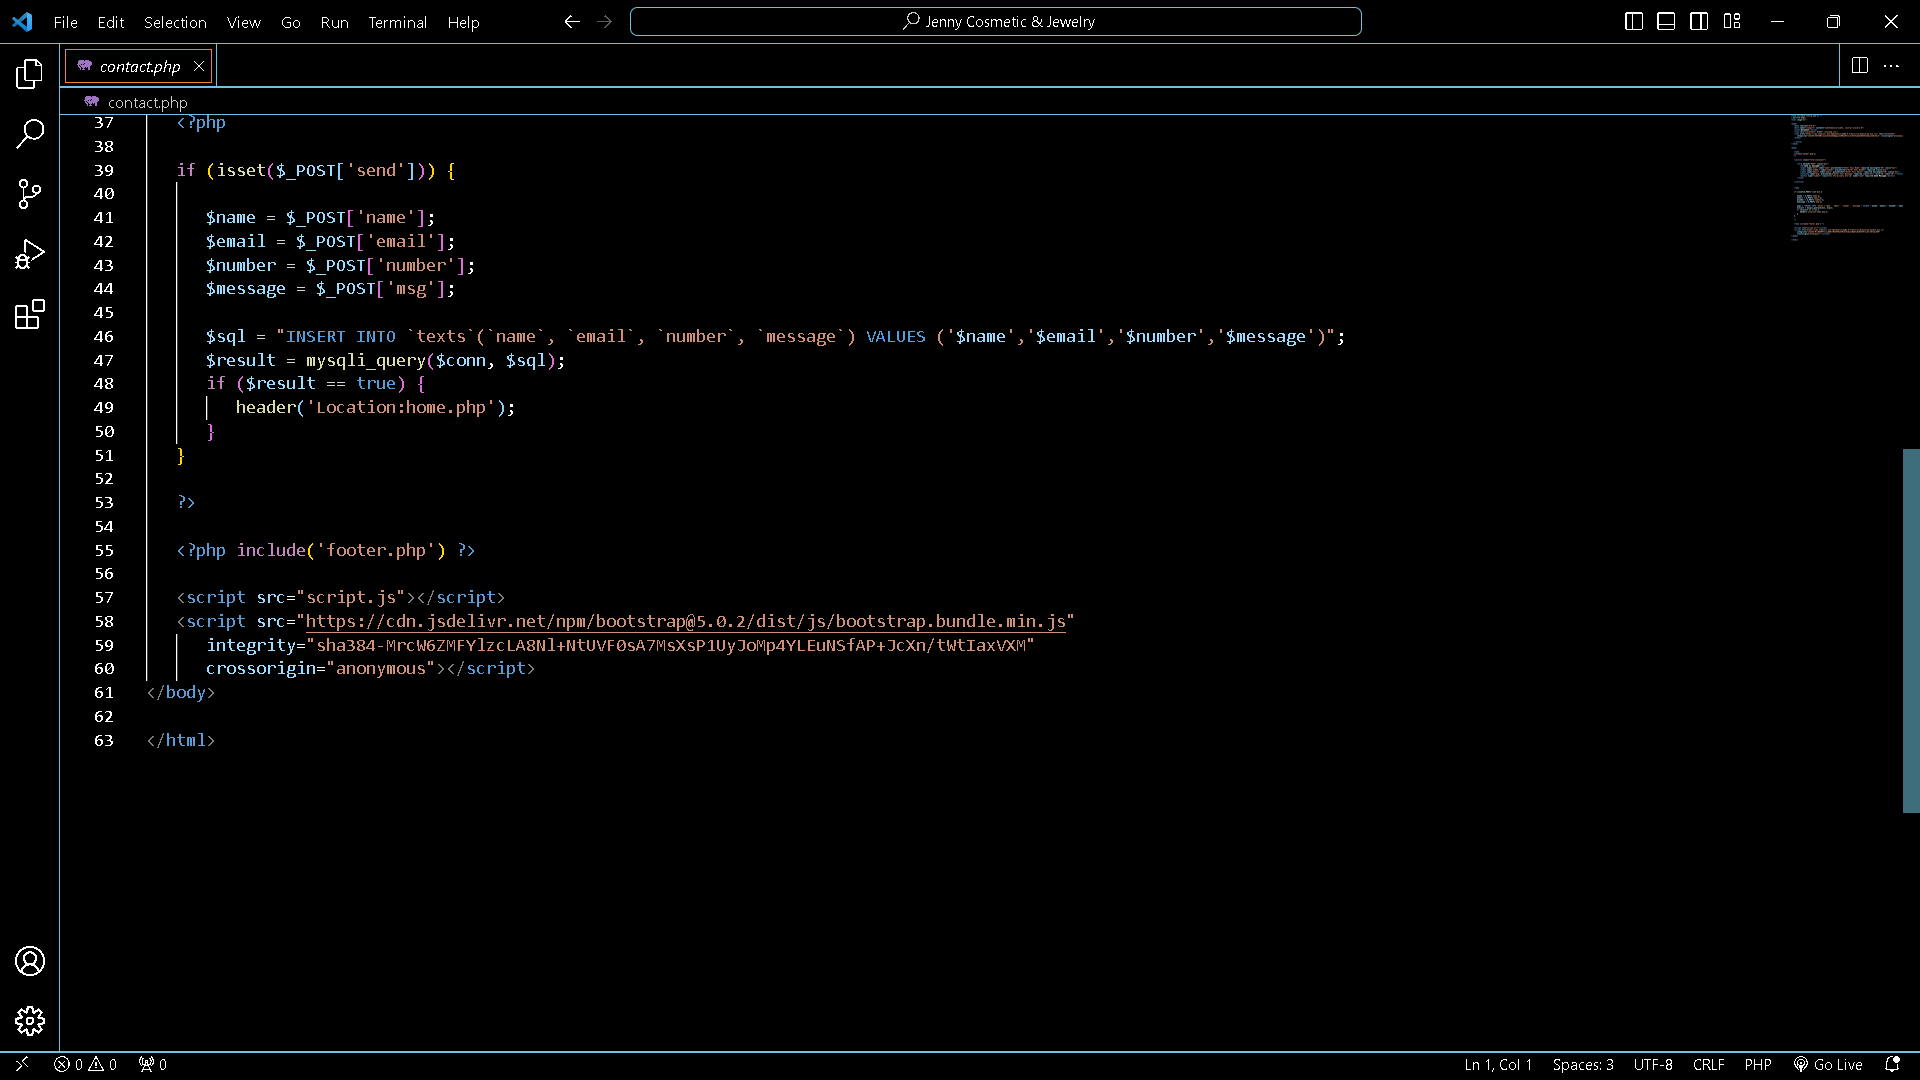 File Edit Selection View Go Run Terminal Help
Jenny Cosmetic & Jewelry
contact.php
contact.php
37 <?php
38
39 if (isset($_POST['send'])) {
40
41 $name = $_POST['name'];
42 $email = $_POST['email'];
43 $number = $_POST['number'];
44 $message = $_POST['msg'];
45
46 $sql = "INSERT INTO `texts`(`name`, `email`, `number`, `message`) VALUES ('$name','$email','$number','$message')";
47 $result = mysqli_query($conn, $sql);
48 if ($result == true) {
49 header('Location:home.php');
50 }
51 }
52
53 ?>
54
55 <?php include('footer.php') ?>
56
57 <script src="script.js"></script>
58 <script src="https://cdn.jsdelivr.net/npm/bootstrap@5.0.2/dist/js/bootstrap.bundle.min.js"
59 integrity="sha384-MrcW6ZMFYlzcLA8Nl+NtUVF0sA7MsXsP1UyJoMp4YLEuNSfAP+JcXn/tWtIaxVXM"
60 crossorigin="anonymous"></script>
61 </body>
62
63 </html>
0 0 0 Ln 1, Col 1 Spaces: 3 UTF-8 CRLF PHP Go Live